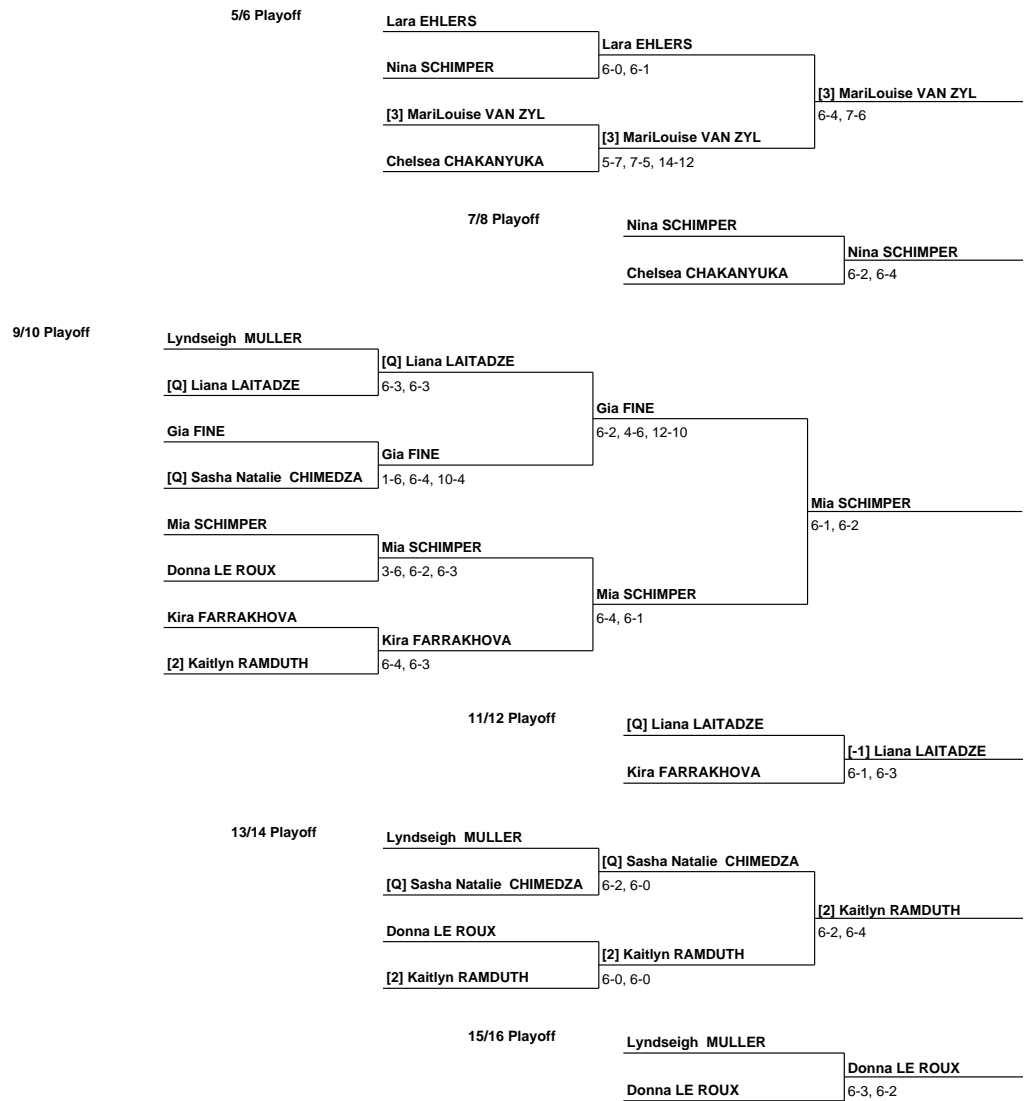 5/6 Playoff
Lara EHLERS
Lara EHLERS
Nina SCHIMPER
6-0, 6-1
[3] MariLouise VAN ZYL
[3] MariLouise VAN ZYL
6-4, 7-6
[3] MariLouise VAN ZYL
Chelsea CHAKANYUKA
5-7, 7-5, 14-12
7/8 Playoff
Nina SCHIMPER
Nina SCHIMPER
Chelsea CHAKANYUKA
6-2, 6-4
9/10 Playoff
Lyndseigh  MULLER
[Q] Liana LAITADZE
[Q] Liana LAITADZE
6-3, 6-3
Gia FINE
Gia FINE
6-2, 4-6, 12-10
Gia FINE
[Q] Sasha Natalie  CHIMEDZA
1-6, 6-4, 10-4
Mia SCHIMPER
Mia SCHIMPER
6-1, 6-2
Mia SCHIMPER
Donna LE ROUX
3-6, 6-2, 6-3
Mia SCHIMPER
Kira FARRAKHOVA
6-4, 6-1
Kira FARRAKHOVA
[2] Kaitlyn RAMDUTH
6-4, 6-3
11/12 Playoff
[Q] Liana LAITADZE
[-1] Liana LAITADZE
Kira FARRAKHOVA
6-1, 6-3
13/14 Playoff
Lyndseigh  MULLER
[Q] Sasha Natalie  CHIMEDZA
[Q] Sasha Natalie  CHIMEDZA
6-2, 6-0
[2] Kaitlyn RAMDUTH
Donna LE ROUX
6-2, 6-4
[2] Kaitlyn RAMDUTH
[2] Kaitlyn RAMDUTH
6-0, 6-0
15/16 Playoff
Lyndseigh  MULLER
Donna LE ROUX
Donna LE ROUX
6-3, 6-2